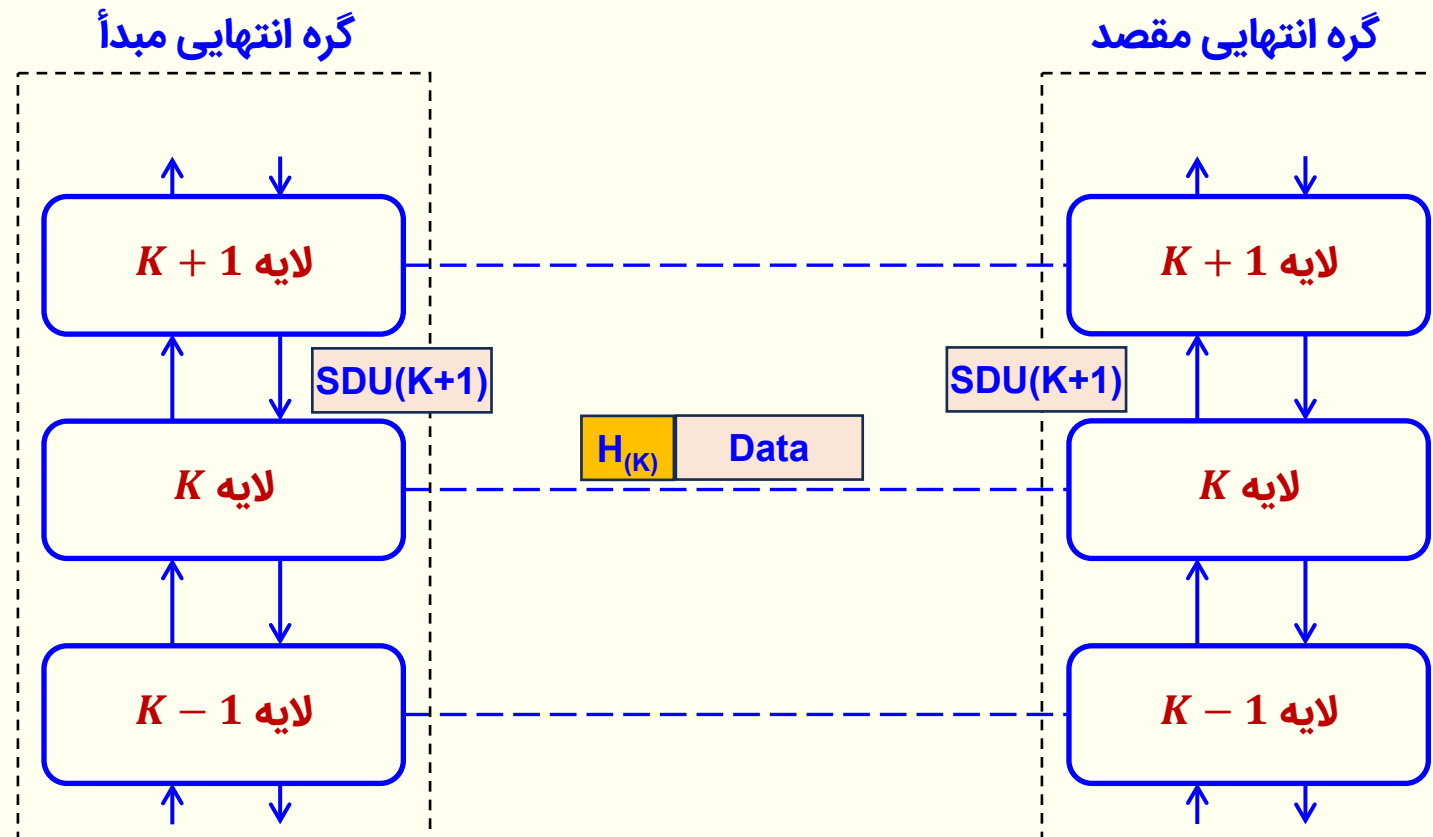 گره انتهایی مبدأ
گره انتهایی مقصد
لایه K + 1
لایه K + 1
SDU(K+1)
SDU(K+1)
H(K) Data
لایه K
لایه K
لایه K − 1
لایه K − 1